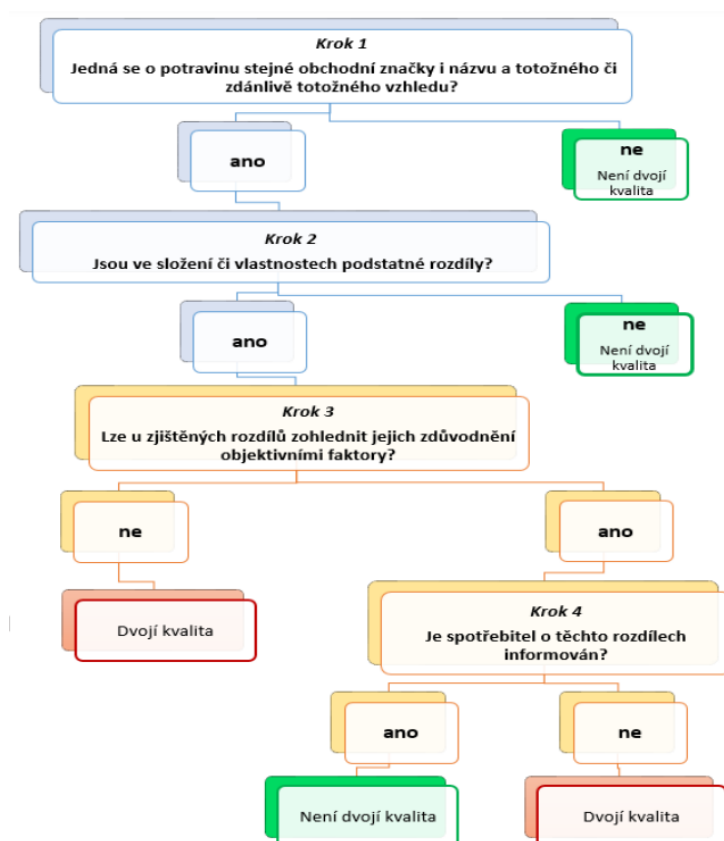 Krok 1
Jedná se o potravinu stejné obchodní značky i názvu a totožného či
zdánlivě totožného vzhledu?
ano
ne
Není dvojí
kvalita
Krok 2
Jsou ve složení či vlastnostech podstatné rozdíly?
ano
ne
Není dvojí
kvalita
Krok 3
Lze u zjištěných rozdílů zohlednit jejich zdůvodnění
objektivními faktory?
ne
ano
Dvojí kvalita
Krok 4
Je spotřebitel o těchto rozdílech
informován?
ano
ne
Není dvojí kvalita
Dvojí kvalita